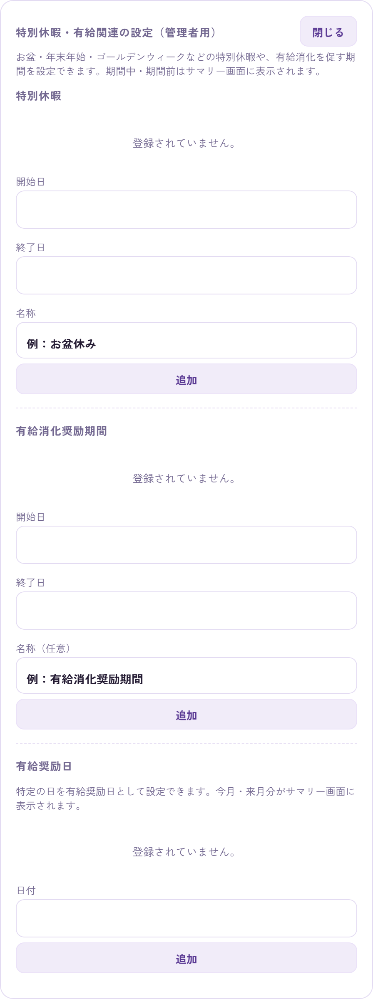 特別休暇・有給関連の設定（管理者用）
閉じる
お盆・年末年始・ゴールデンウィークなどの特別休暇や、有給消化を促す期
間を設定できます。期間中・期間前はサマリー画面に表示されます。
特別休暇
登録されていません。
開始日
終了日
名称
例：お盆休み
追加
有給消化奨励期間
登録されていません。
開始日
終了日
名称（任意）
例：有給消化奨励期間
追加
有給奨励日
特定の日を有給奨励日として設定できます。今月・来月分がサマリー画面に
表示されます。
登録されていません。
日付
追加